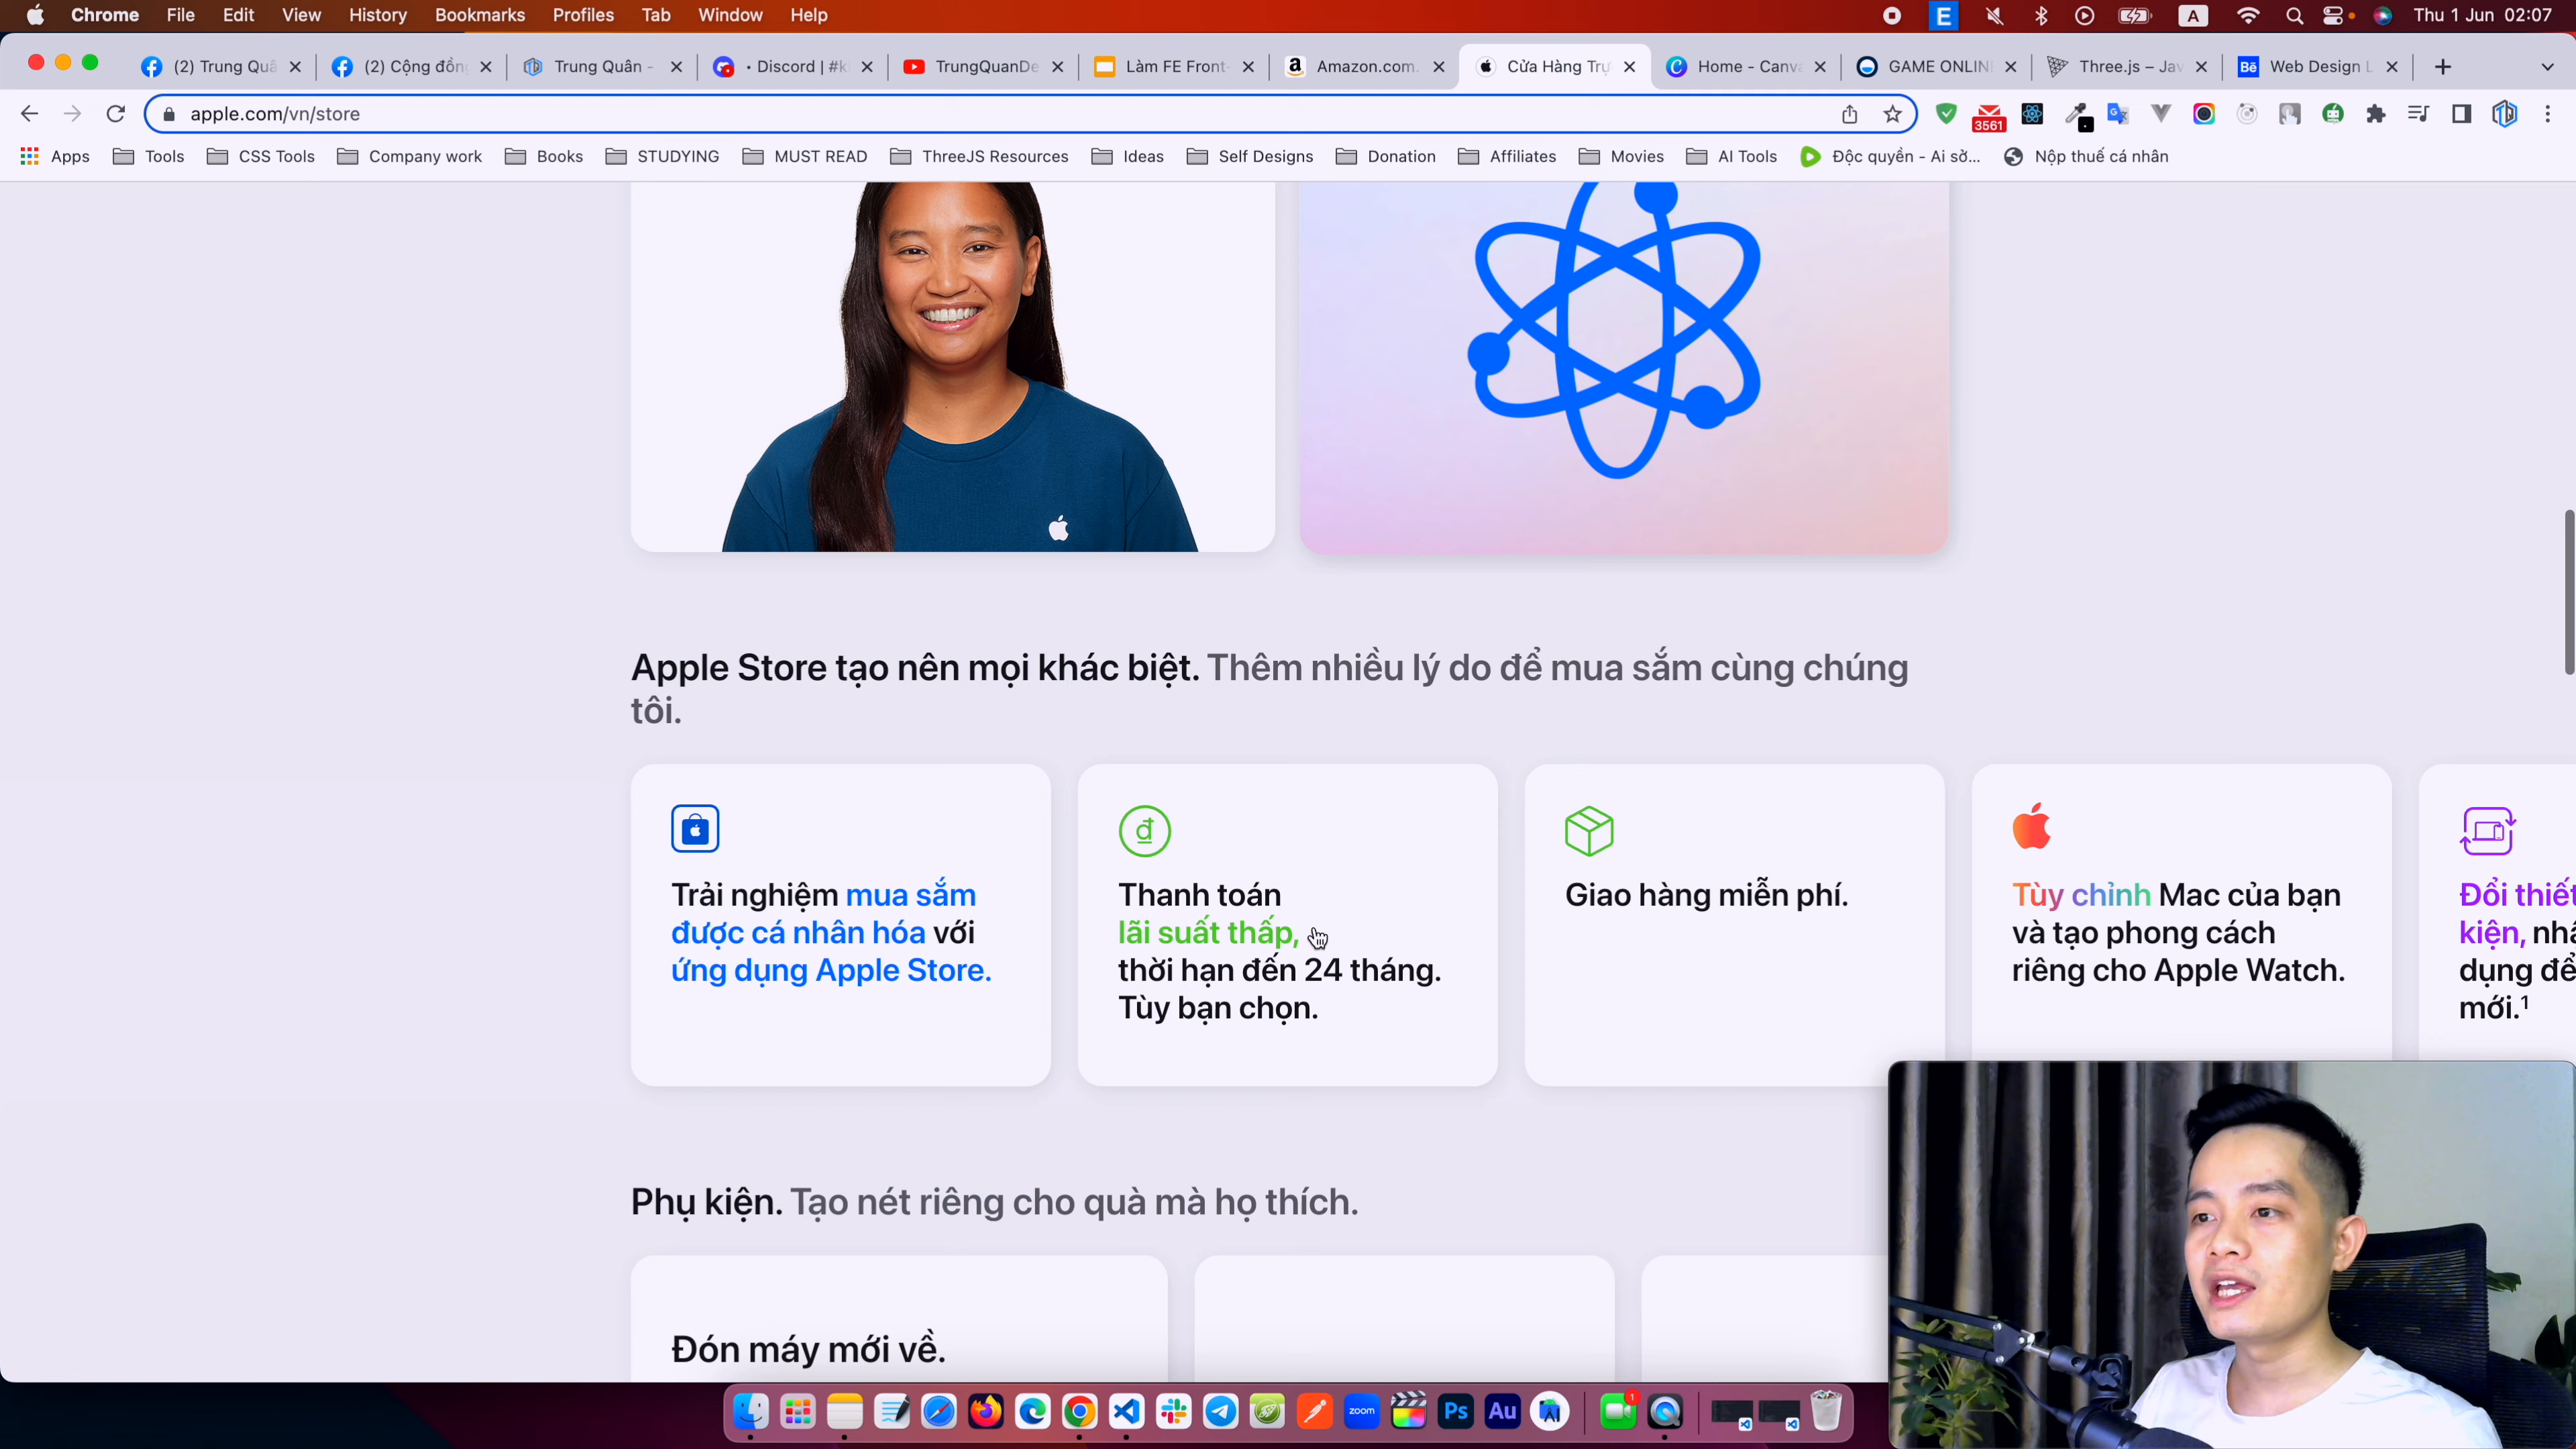 Chrome File Edit View History Bookmarks Profiles Tab Window Help
E A Thu 1 Jun 02:07
(2) Trung Quâ
(2) Cộng đồn
Trung Quân -
• Discord | #k
TrungQuanDe
Làm FE Front-
Amazon.com.
Cửa Hàng Trự
Home - Canva
GAME ONLIN
Three.js – Jav
Web Design L
apple.com/vn/store
3561
Apps Tools CSS Tools Company work Books STUDYING MUST READ ThreeJS Resources Ideas Self Designs Donation Affiliates Movies AI Tools Độc quyền - Ai sở... Nộp thuế cá nhân
Apple Store tạo nên mọi khác biệt. Thêm nhiều lý do để mua sắm cùng chúng
tôi.
Trải nghiệm mua sắm
được cá nhân hóa với
ứng dụng Apple Store.
đ
Thanh toán
lãi suất thấp,
thời hạn đến 24 tháng.
Tùy bạn chọn.
Giao hàng miễn phí.
Tùy chỉnh Mac của bạn
và tạo phong cách
riêng cho Apple Watch.
Đổi thiết
kiện, nhậ
dụng để
mới.¹
Phụ kiện. Tạo nét riêng cho quà mà họ thích.
Đón máy mới về.
zoom Ps Au 1